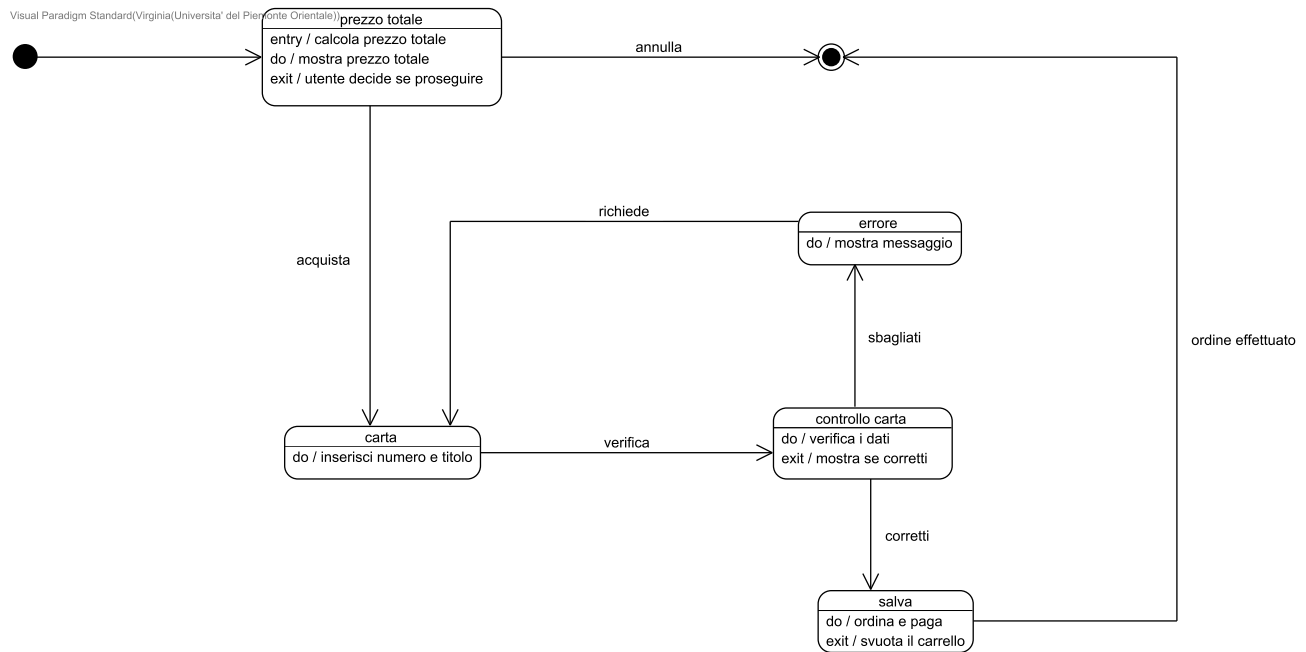 Visual Paradigm Standard(Virginia(Universita' del Piemonte Orientale))
prezzo totale
entry / calcola prezzo totale
do / mostra prezzo totale
exit / utente decide se proseguire
annulla
richiede
errore
do / mostra messaggio
acquista
sbagliati
ordine effettuato
carta
do / inserisci numero e titolo
verifica
controllo carta
do / verifica i dati
exit / mostra se corretti
corretti
salva
do / ordina e paga
exit / svuota il carrello